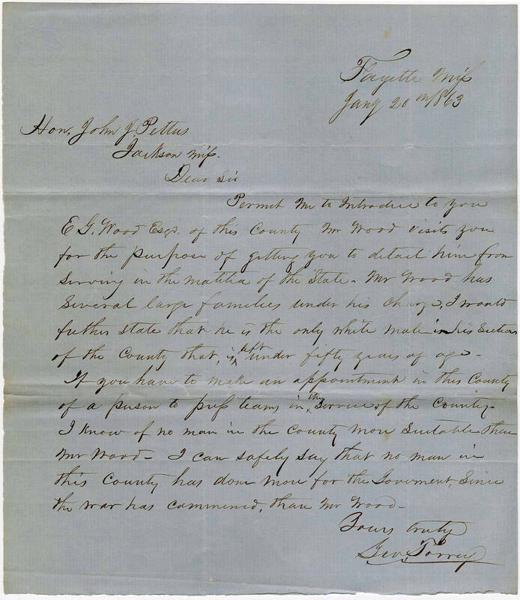 Fayette Miss
Jany 20th 1863
Hon. John J. Pettus
Jackson Miss.
Dear Sir
Permit Me to Introduce to you
E G. Wood Esqr. of this County Mr Wood visits you
for the purpose of getting you to detail him from
Serving in the malitia of the State. Mr Wood has
Several large families under his Charge, I would
futher state that he is the only white male in his Section
of the County that, is left under fifty years of age.
If you have to make an appointment in this County
of a person to press teams in the Service of the Country.
I know of no man in the County More Suitable than
Mr Wood. I can Safely Say that no man in
this County has done more for the Goverment, Since
the war has commenced, than Mr Wood.
Yours truly
Geo. Torrey